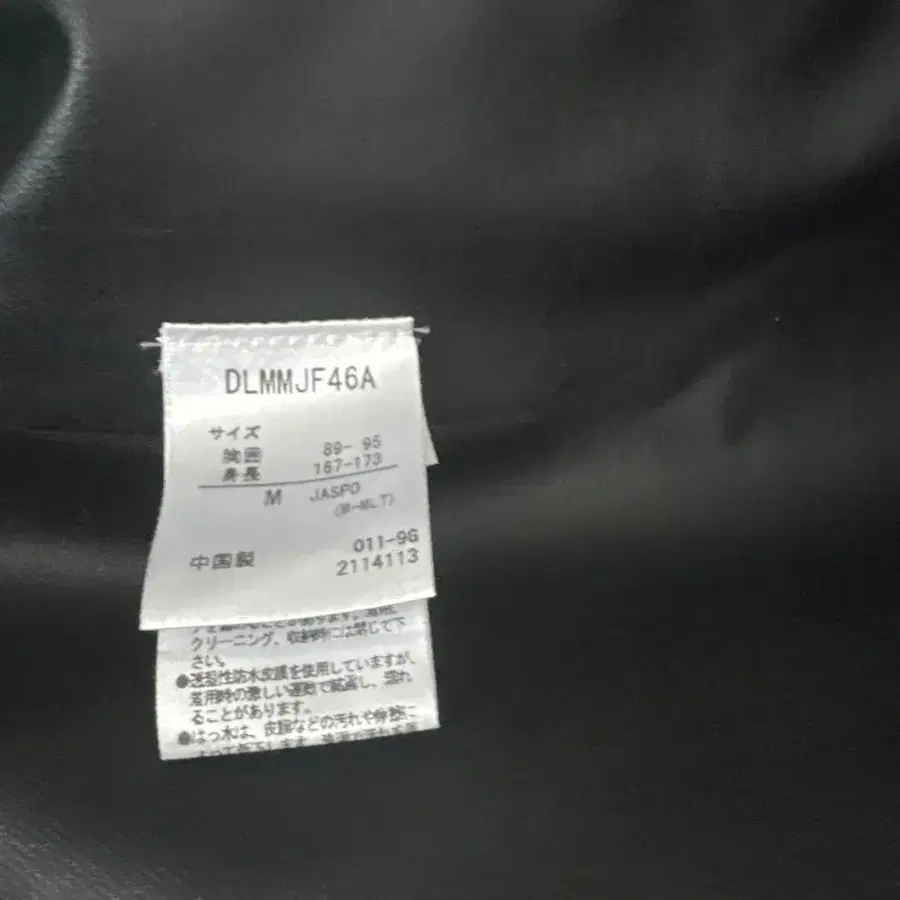 DLMMJF46A
サイズ
胸囲 89- 95
身長 167-173
M JASPO
(M-MLT)
011-9G
中国製 2114113
クリーニング、収納時には閉じて下
さい。
●透湿性防水皮膜を使用していますが、
着用時の激しい運動で結露し、濡れ
ることがあります。
●はっ水は、皮脂などの汚れや摩擦に